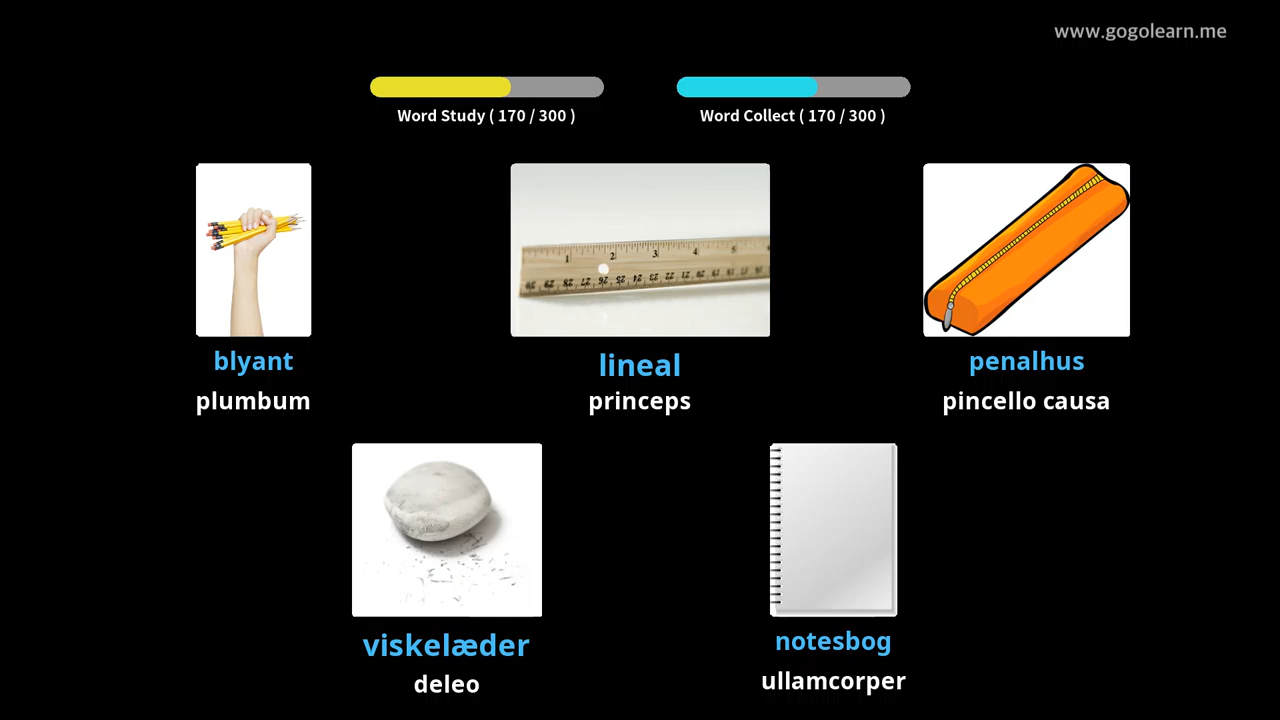 www.gogolearn.me
Word Study ( 170 / 300 )
Word Collect ( 170 / 300 )
blyant
plumbum
lineal
princeps
penalhus
pincello causa
viskelæder
deleo
notesbog
ullamcorper